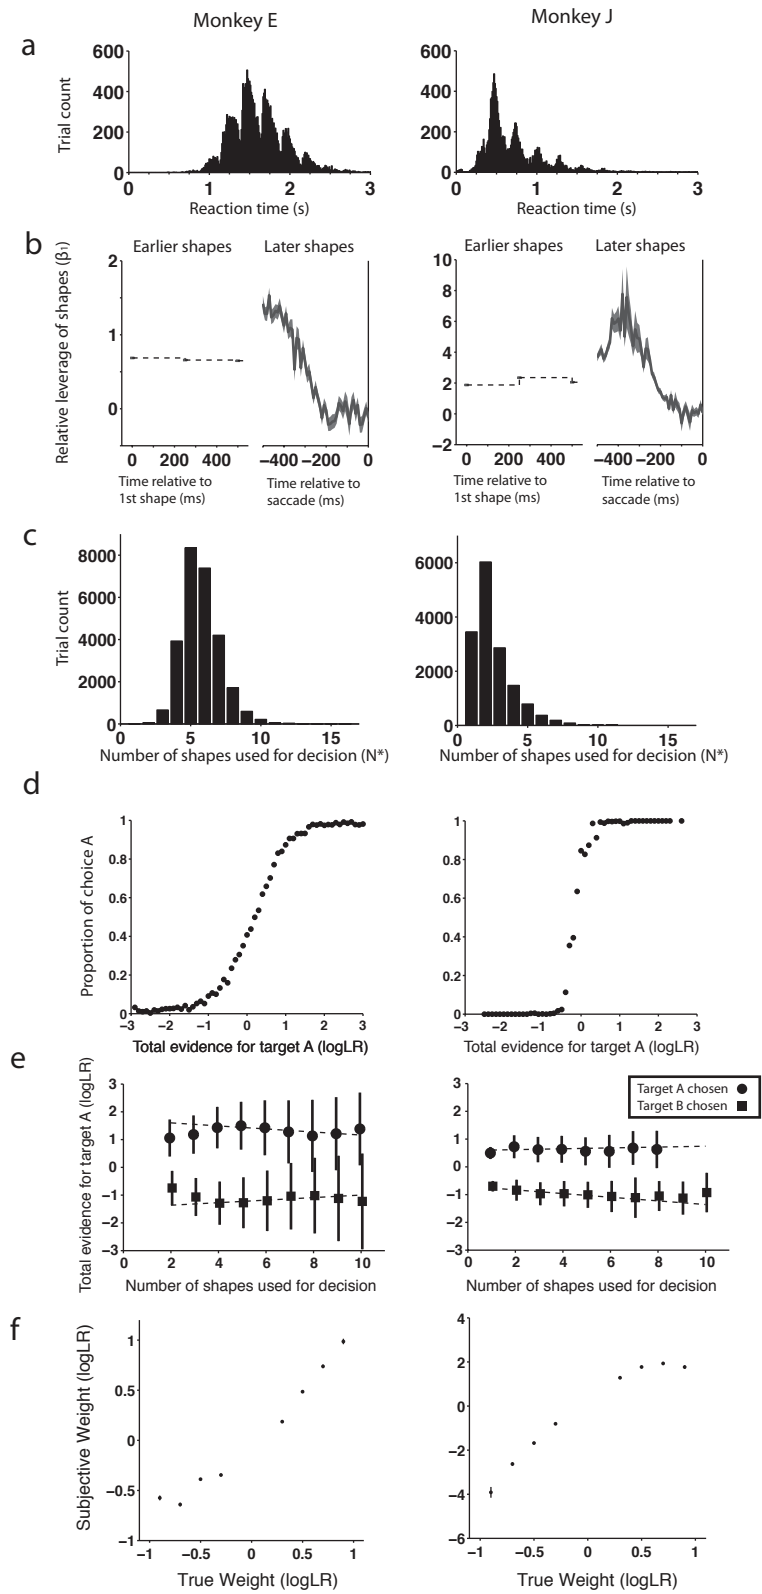 Monkey E
Monkey J
a
600
400
200
0
Trial count
0 1 2 3
Reaction time (s)
600
400
200
0
0 1 2 3
Reaction time (s)
b
Relative leverage of shapes (β1)
Earlier shapes
Later shapes
2
1
0
0 200 400
Time relative to
1st shape (ms)
−400 −200 0
Time relative to
saccade (ms)
Earlier shapes
Later shapes
10
8
6
4
2
0
−2
0 200 400
Time relative to
1st shape (ms)
−400 −200 0
Time relative to
saccade (ms)
c
Trial count
8000
6000
4000
2000
0
0 5 10 15
Number of shapes used for decision (N*)
6000
4000
2000
0
0 5 10 15
Number of shapes used for decision (N*)
d
Proportion of choice A
1
0.8
0.6
0.4
0.2
0
−3 −2 −1 0 1 2 3
Total evidence for target A (logLR)
1
0.8
0.6
0.4
0.2
0
−3 −2 −1 0 1 2 3
Total evidence for target A (logLR)
e
Total evidence for target A (logLR)
3
2
1
0
−1
−2
−3
0 2 4 6 8 10
Number of shapes used for decision
Target A chosen
Target B chosen
3
2
1
0
−1
−2
−3
0 2 4 6 8 10
Number of shapes used for decision
f
Subjective Weight (logLR)
1
0.5
0
−0.5
−1
−1 −0.5 0 0.5 1
True Weight (logLR)
4
2
0
−2
−4
−6
−1 −0.5 0 0.5 1
True Weight (logLR)